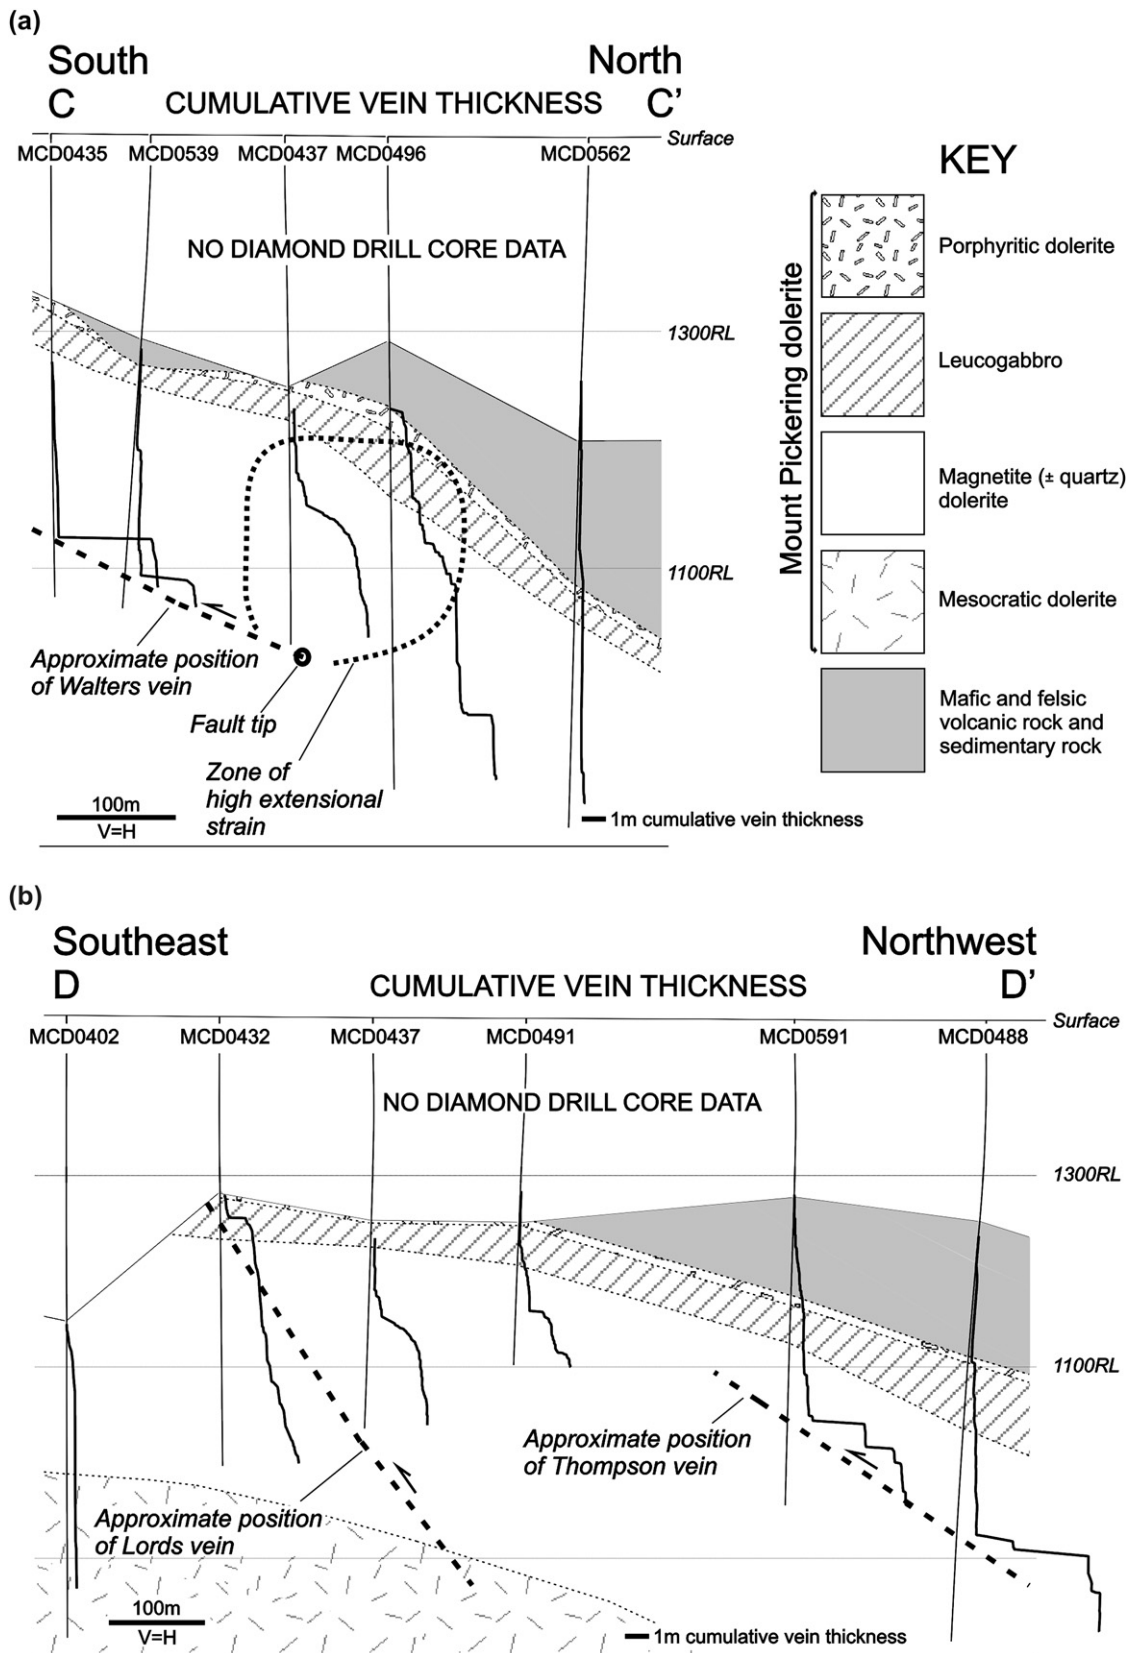 (a)
South
North
C
CUMULATIVE VEIN THICKNESS
C’
Surface
MCD0435
MCD0539
MCD0437
MCD0496
MCD0562
KEY
NO DIAMOND DRILL CORE DATA
Mount Pickering dolerite
Porphyritic dolerite
1300RL
Leucogabbro
Magnetite (± quartz)
dolerite
1100RL
Mesocratic dolerite
Approximate position
of Walters vein
Fault tip
Mafic and felsic
volcanic rock and
sedimentary rock
Zone of
high extensional
strain
100m
V=H
1m cumulative vein thickness
(b)
Southeast
Northwest
D
CUMULATIVE VEIN THICKNESS
D’
Surface
MCD0402
MCD0432
MCD0437
MCD0491
MCD0591
MCD0488
NO DIAMOND DRILL CORE DATA
1300RL
1100RL
Approximate position
of Thompson vein
Approximate position
of Lords vein
100m
V=H
1m cumulative vein thickness